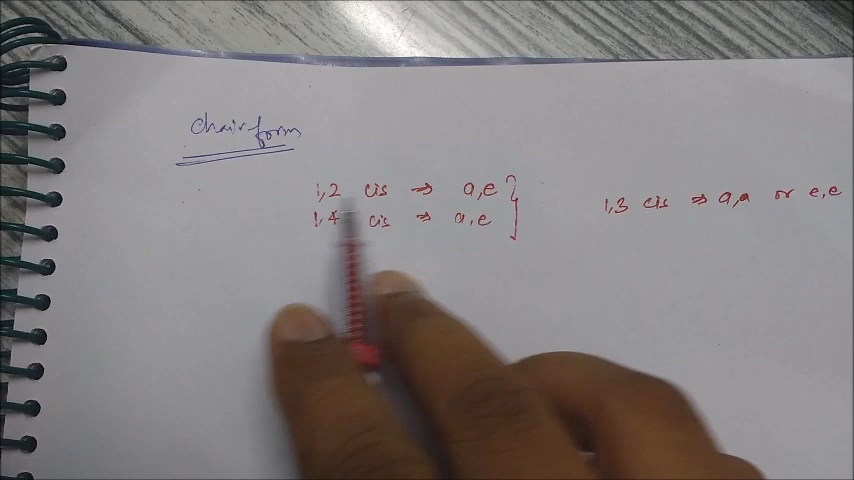 chair form
1,2 cis ⇒ a,e
1,4 cis ⇒ a,e
1,3 cis ⇒ a,a or e,e